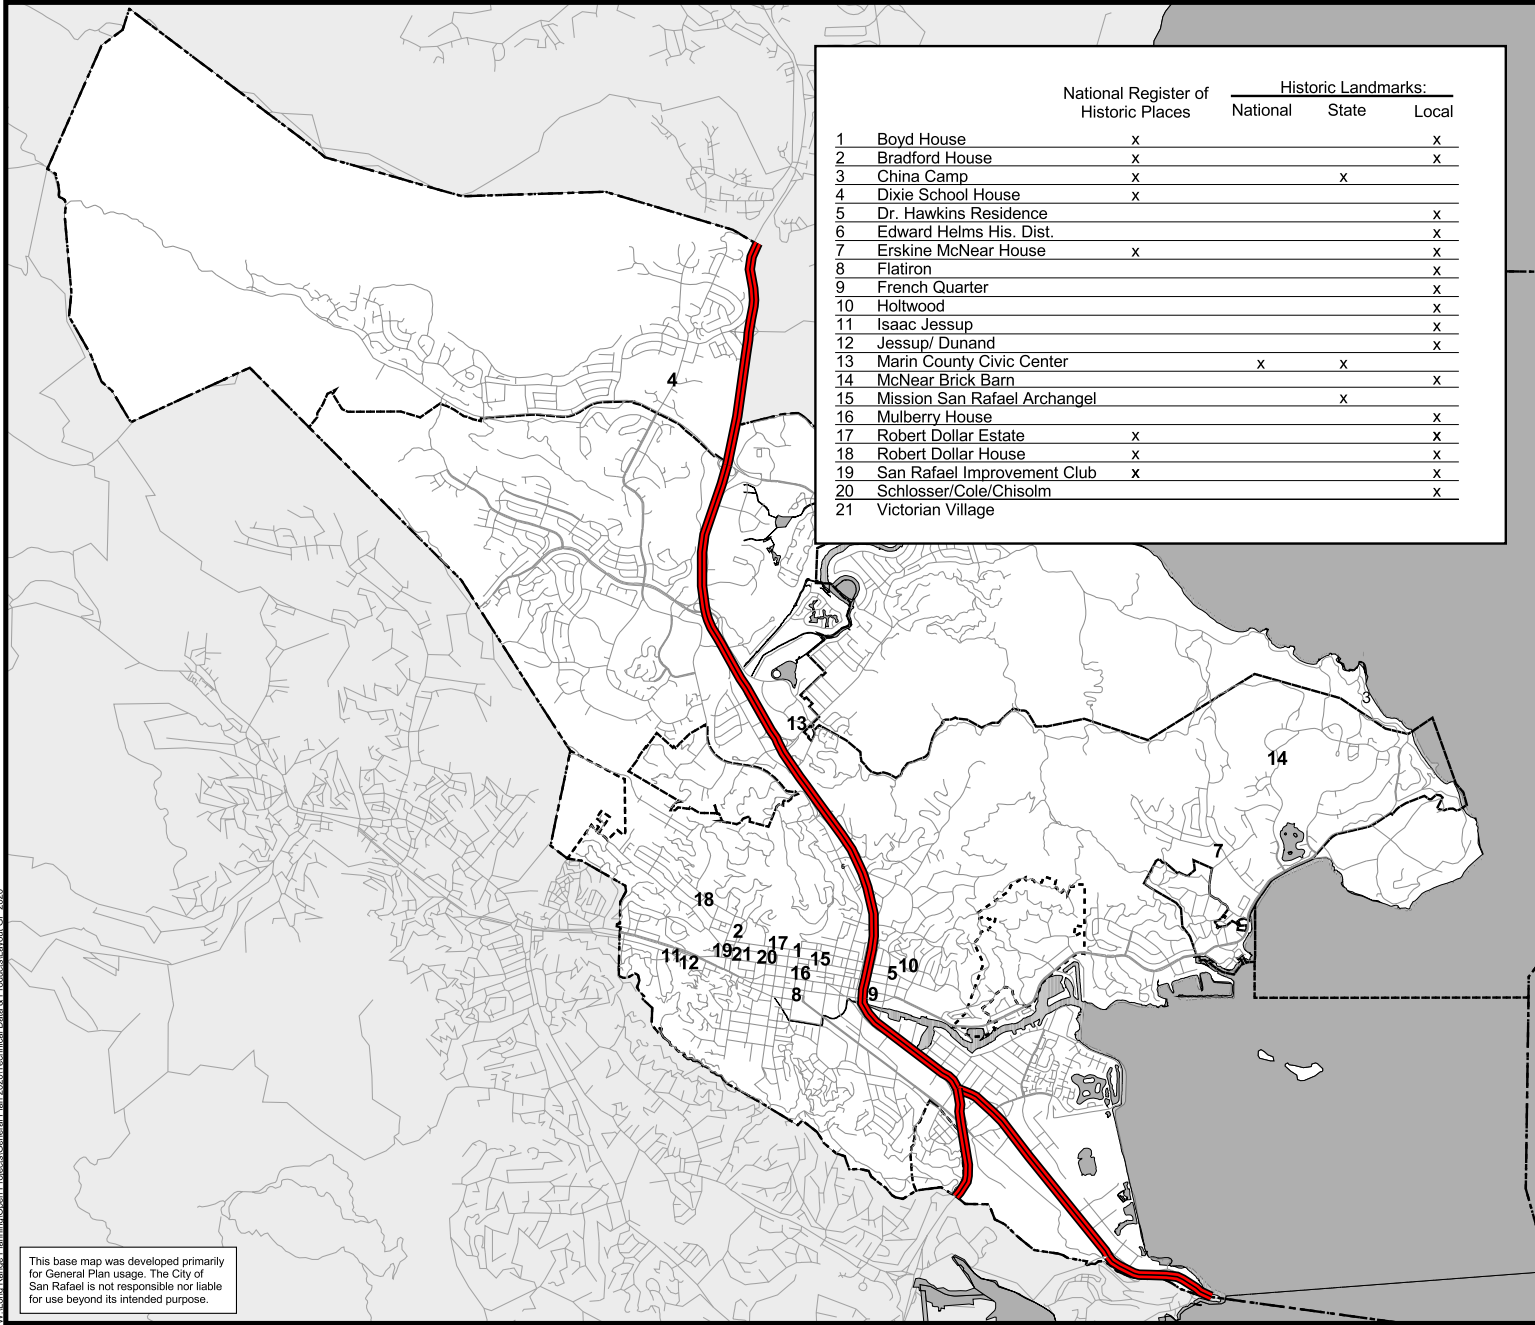 Historic Landmarks:
National Register of
Historic Places National State Local
1 Boyd House x x
2 Bradford House x x
3 China Camp x x
4 Dixie School House x
5 Dr. Hawkins Residence x
6 Edward Helms His. Dist. x
7 Erskine McNear House x x
8 Flatiron x
9 French Quarter x
10 Holtwood x
11 Isaac Jessup x
12 Jessup/ Dunand x
13 Marin County Civic Center x x
14 McNear Brick Barn x
15 Mission San Rafael Archangel x
16 Mulberry House x
17 Robert Dollar Estate x x
18 Robert Dollar House x x
19 San Rafael Improvement Club x x
20 Schlosser/Cole/Chisolm x
21 Victorian Village
4
3
13
14
7
18
2
17
1
19
21
20
15
11
12
16
5
10
8
9
This base map was developed primarily
for General Plan usage. The City of
San Rafael is not responsible nor liable
for use beyond its intended purpose.